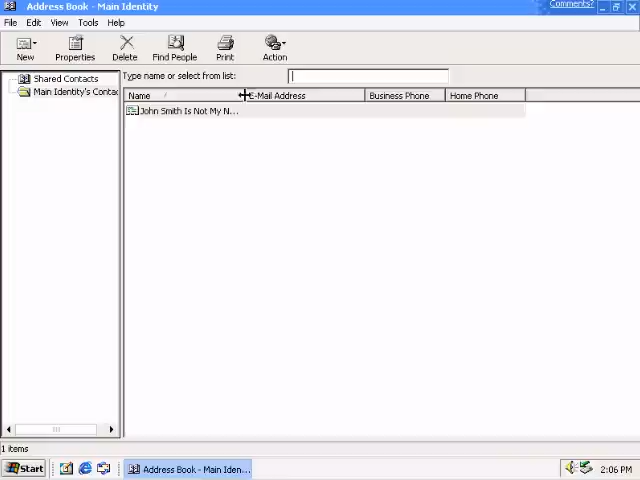 Address Book - Main Identity
Comments?
File Edit View Tools Help
New Properties Delete Find People Print Action
Shared Contacts
Main Identity's Contac
Type name or select from list:
Name E-Mail Address Business Phone Home Phone
John Smith Is Not My N...
1 items
Start Address Book - Main Iden... 2:06 PM